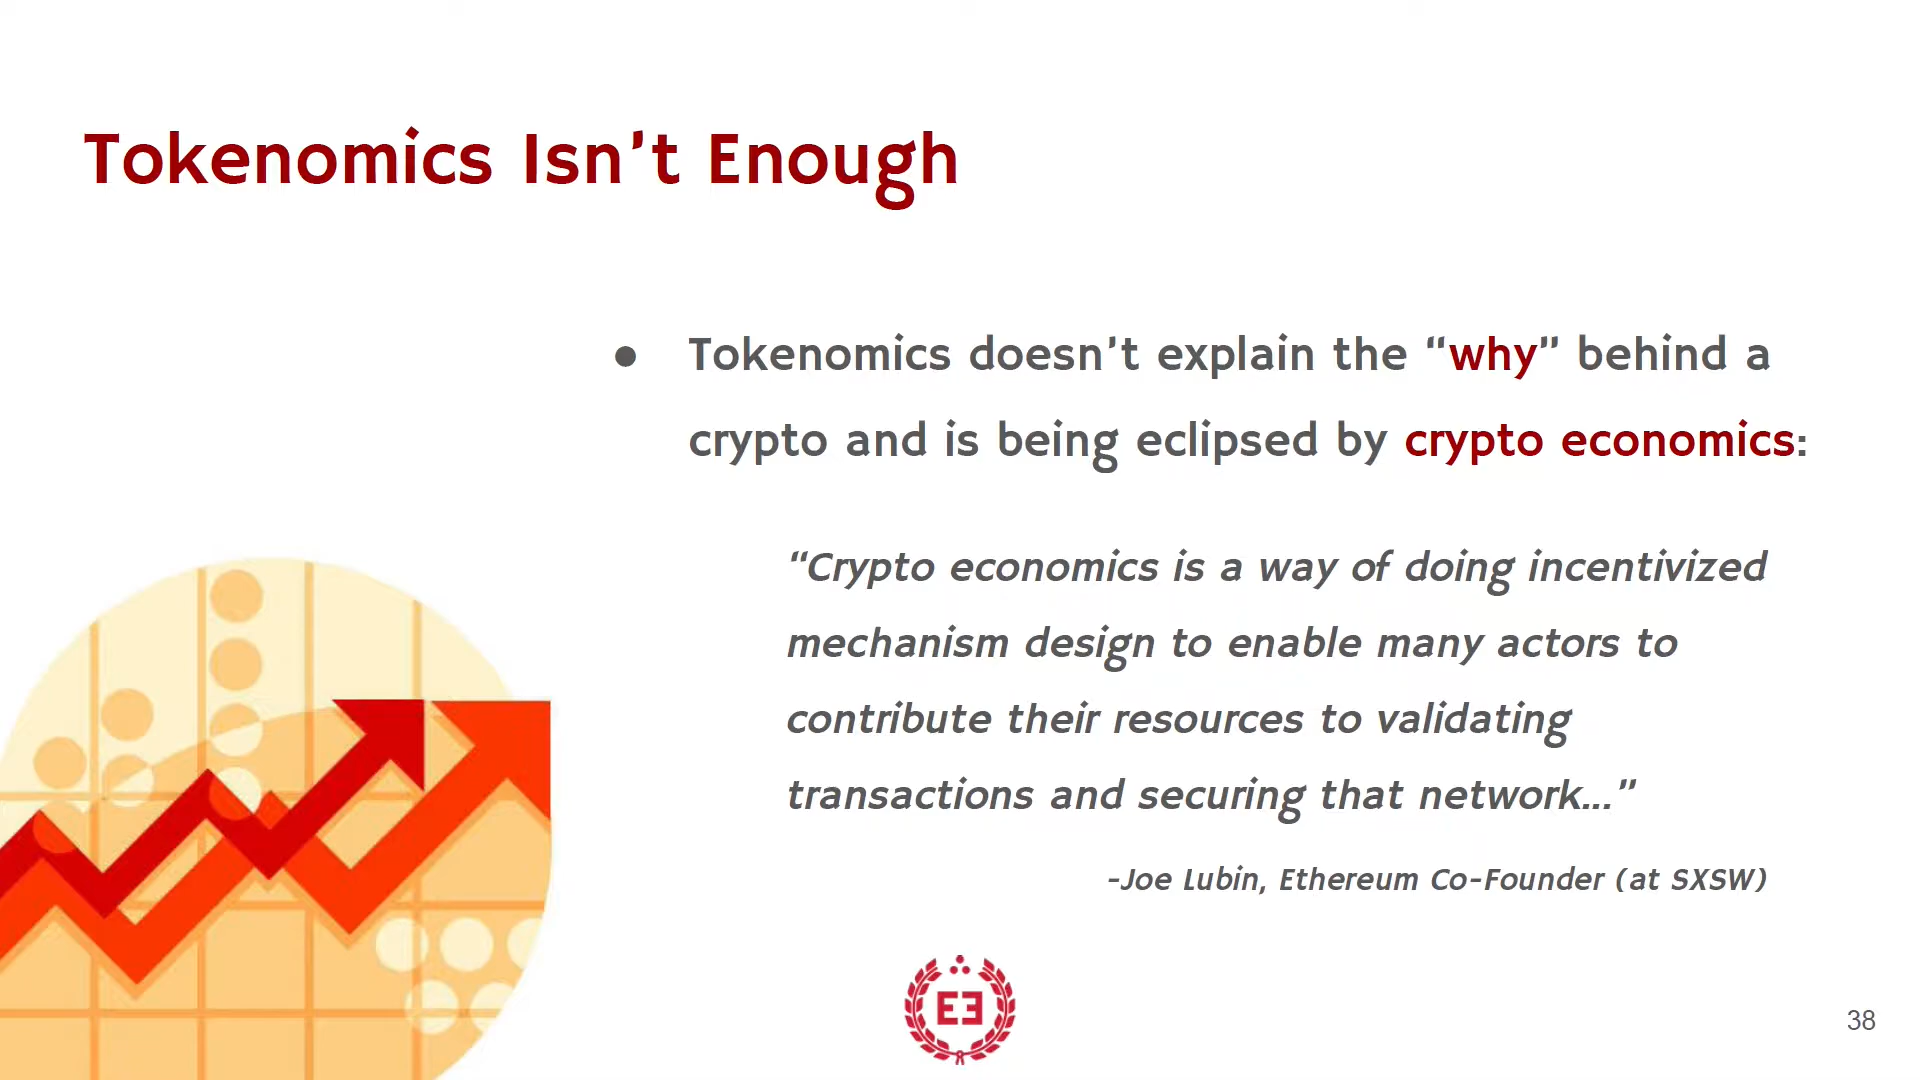 Tokenomics Isn’t Enough
● Tokenomics doesn’t explain the “why” behind a
crypto and is being eclipsed by crypto economics:
“Crypto economics is a way of doing incentivized
mechanism design to enable many actors to
contribute their resources to validating
transactions and securing that network...”
-Joe Lubin, Ethereum Co-Founder (at SXSW)
EƎ
38